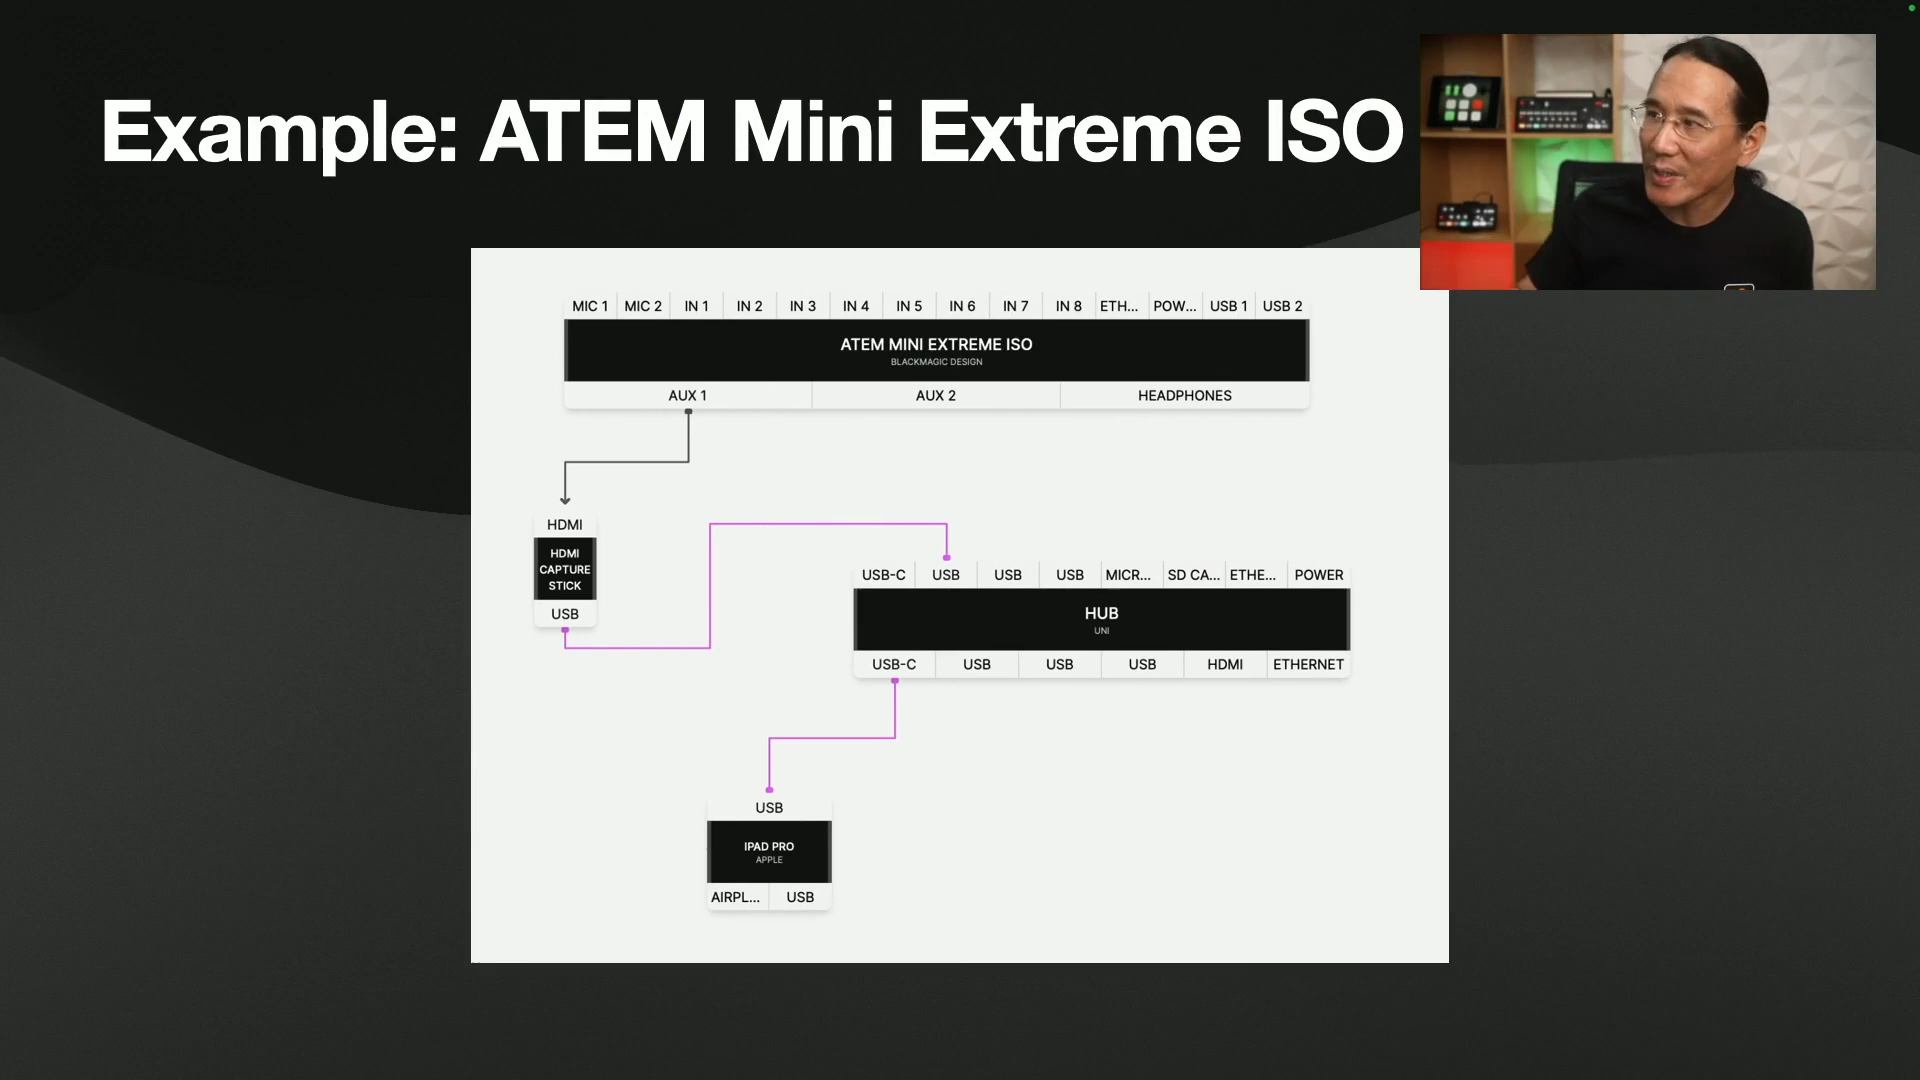 Example: ATEM Mini Extreme ISO
MIC 1 MIC 2 IN 1 IN 2 IN 3 IN 4 IN 5 IN 6 IN 7 IN 8 ETH... POW... USB 1 USB 2
ATEM MINI EXTREME ISO
BLACKMAGIC DESIGN
AUX 1 AUX 2 HEADPHONES
HDMI
HDMI
CAPTURE
STICK
USB
USB-C USB USB USB MICR... SD CA... ETHE... POWER
HUB
UNI
USB-C USB USB USB HDMI ETHERNET
USB
IPAD PRO
APPLE
AIRPL... USB